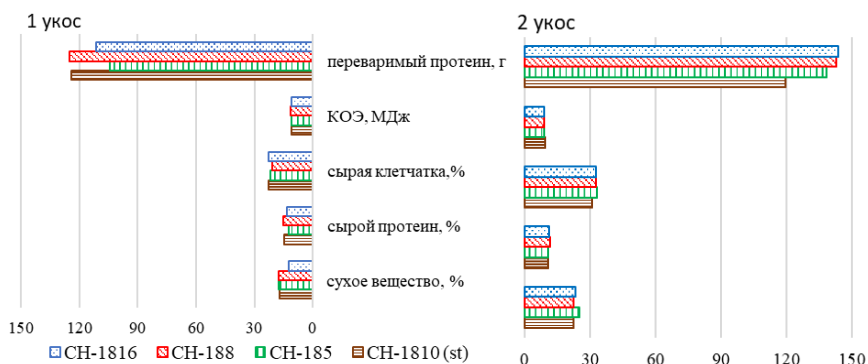 1 укос
2 укос
переваримый протеин, г
КОЭ, МДж
сырая клетчатка,%
сырой протеин, %
сухое вещество, %
150 120 90 60 30 0
0 30 60 90 120 150
СН-1816 СН-188 СН-185 СН-1810 (st)